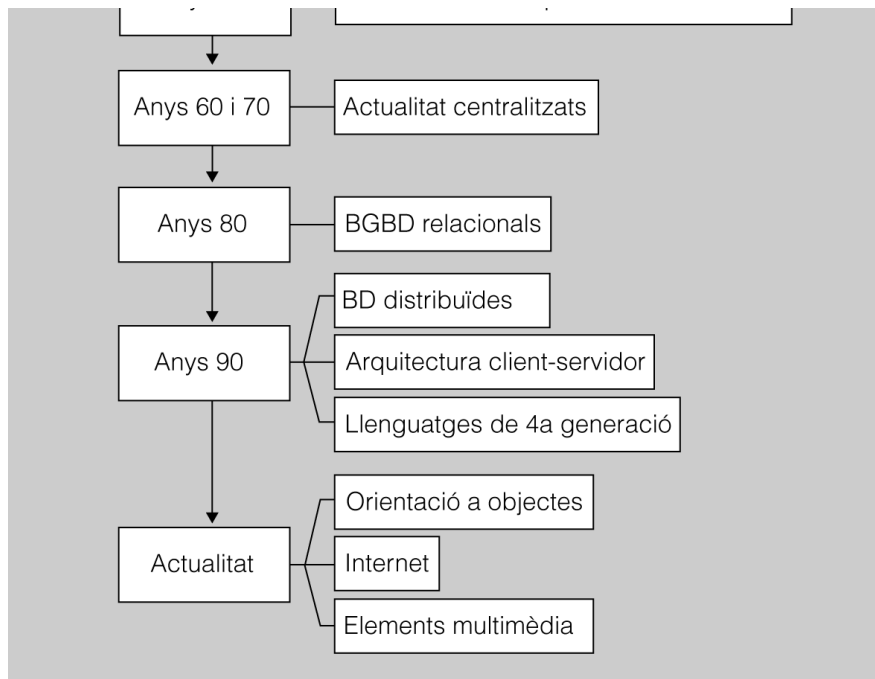 Anys 60 i 70
Actualitat centralitzats
Anys 80
BGBD relacionals
BD distribuïdes
Anys 90
Arquitectura client-servidor
Llenguatges de 4a generació
Orientació a objectes
Actualitat
Internet
Elements multimèdia